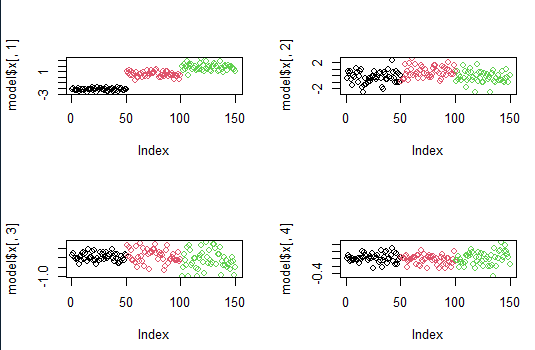 model$x[, 1]
1
-3
0 50 100 150
Index
model$x[, 2]
2
-2
0 50 100 150
Index
model$x[, 3]
-1.0
0 50 100 150
Index
model$x[, 4]
-0.4
0 50 100 150
Index